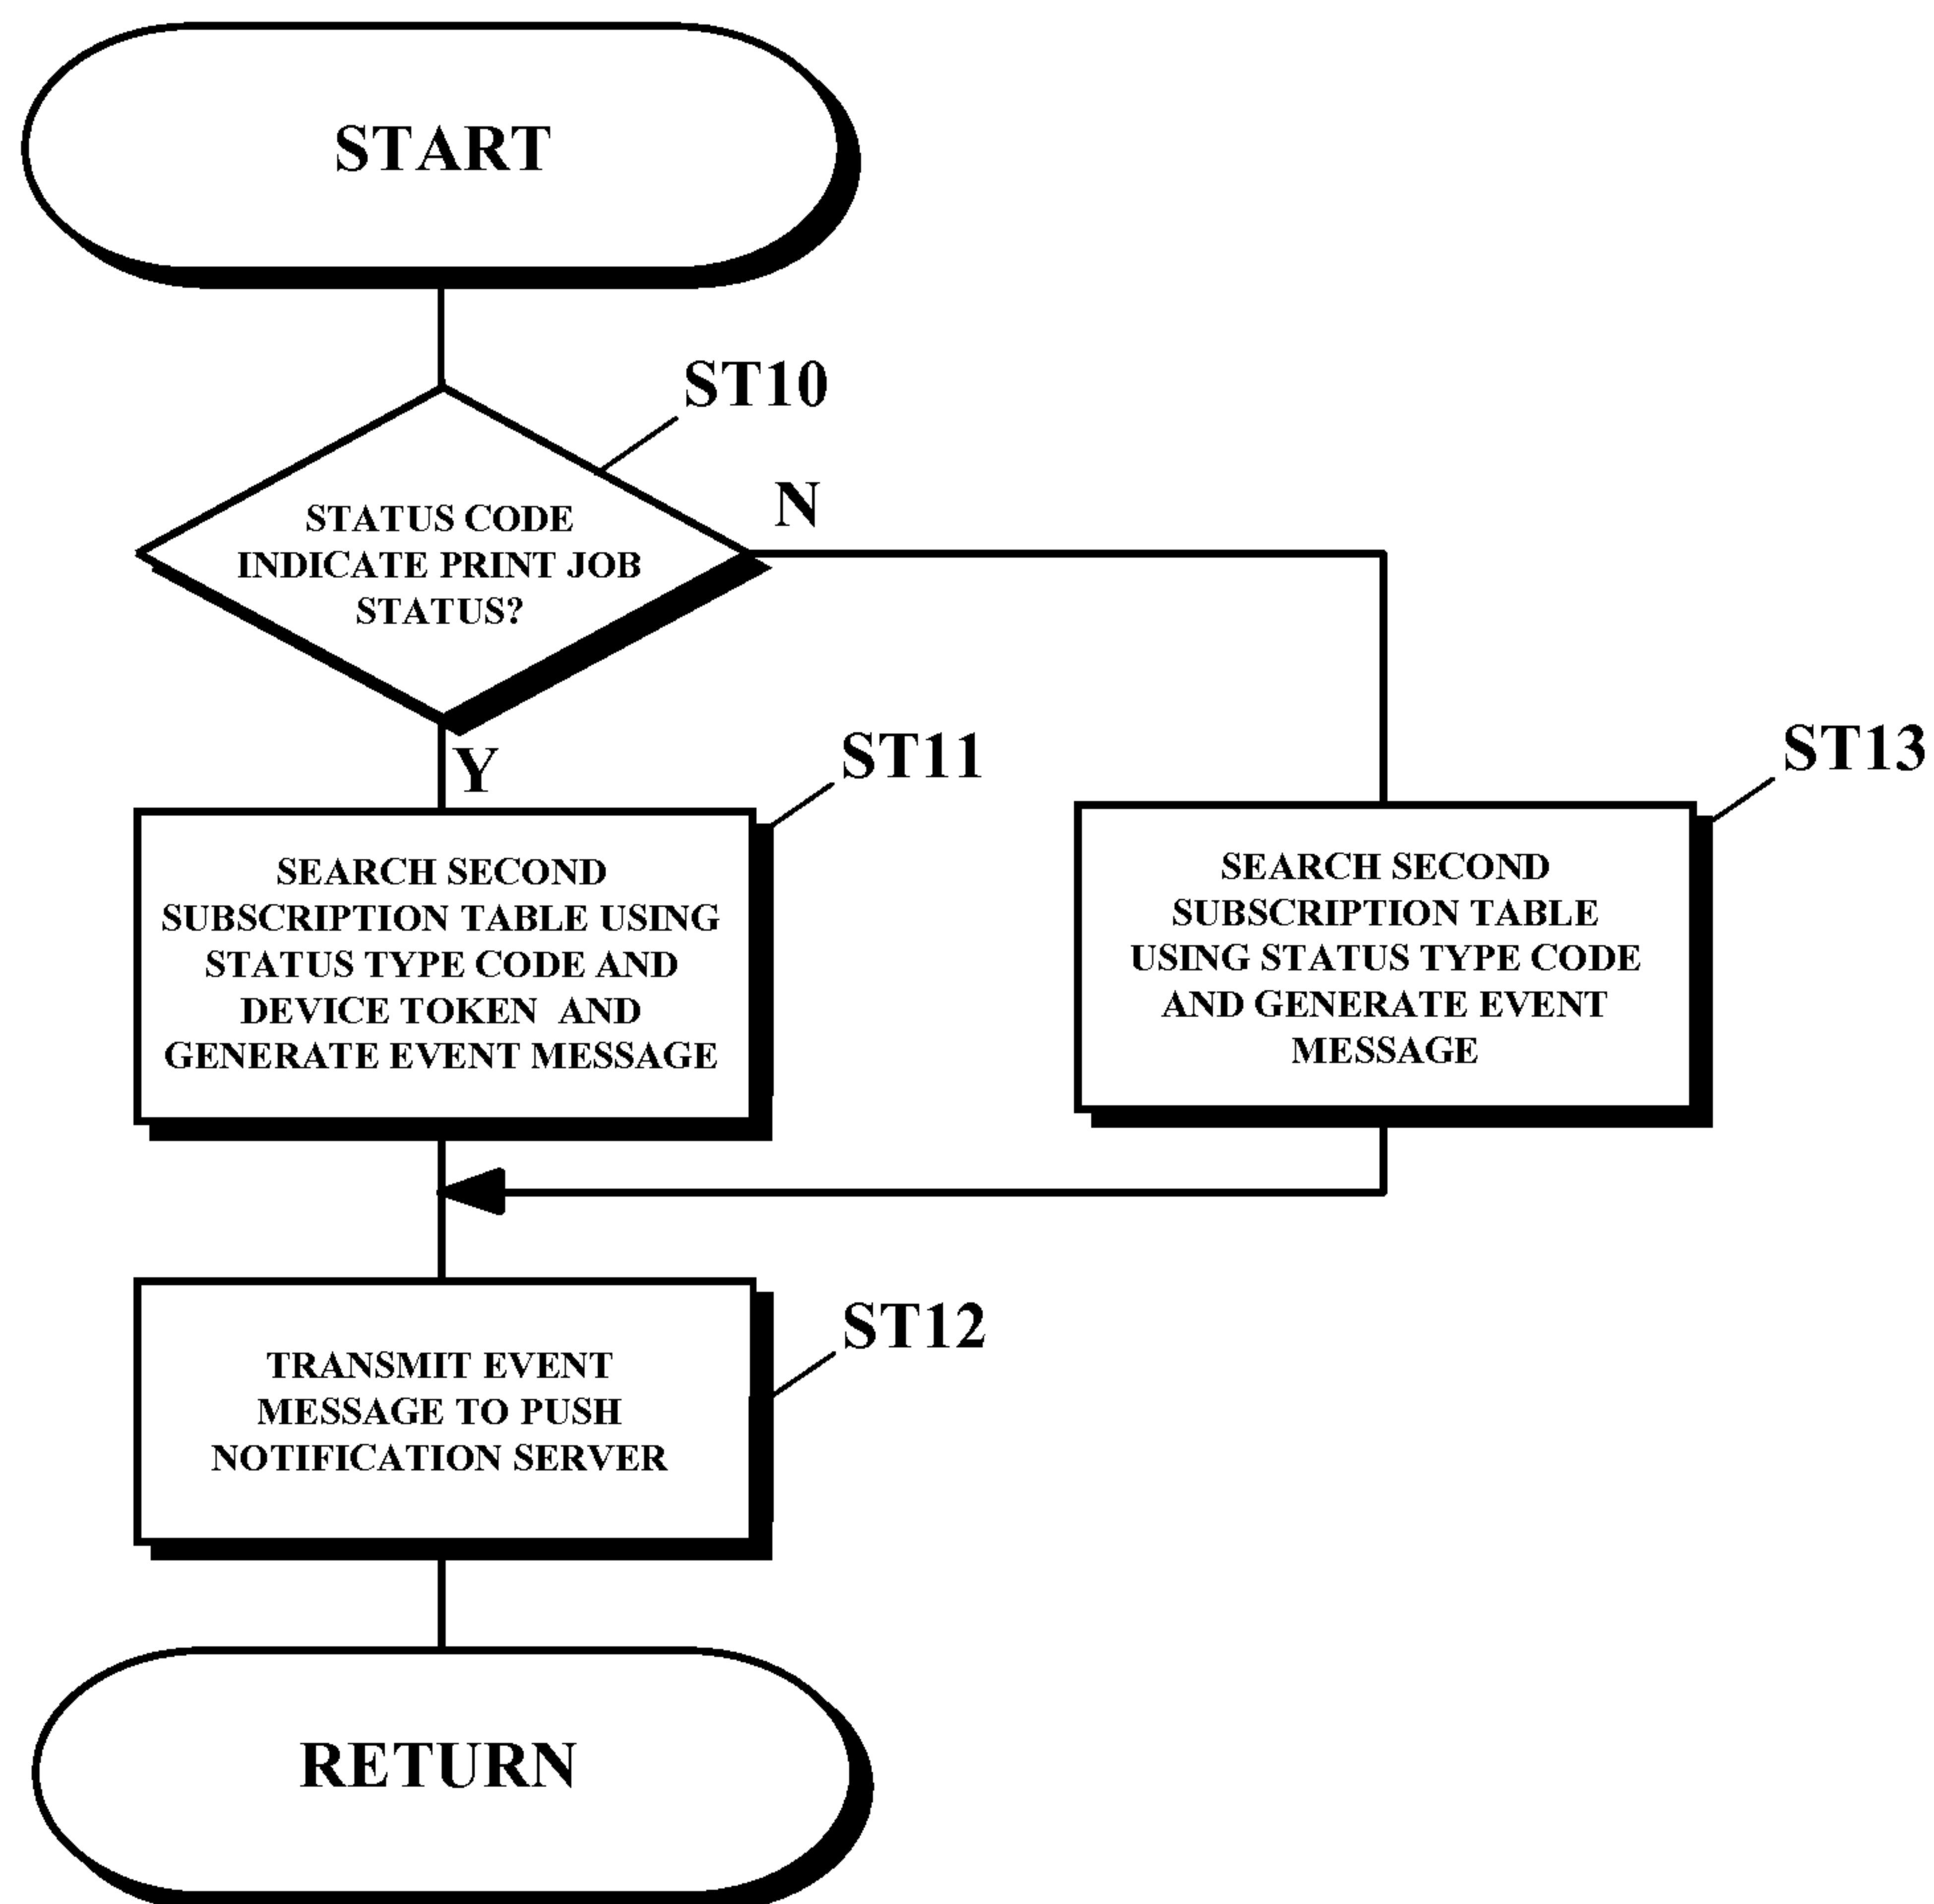 START
ST10
STATUS CODE
INDICATE PRINT JOB
STATUS?
N
Y
ST11
SEARCH SECOND
SUBSCRIPTION TABLE USING
STATUS TYPE CODE AND
DEVICE TOKEN AND
GENERATE EVENT MESSAGE
ST13
SEARCH SECOND
SUBSCRIPTION TABLE
USING STATUS TYPE CODE
AND GENERATE EVENT
MESSAGE
ST12
TRANSMIT EVENT
MESSAGE TO PUSH
NOTIFICATION SERVER
RETURN